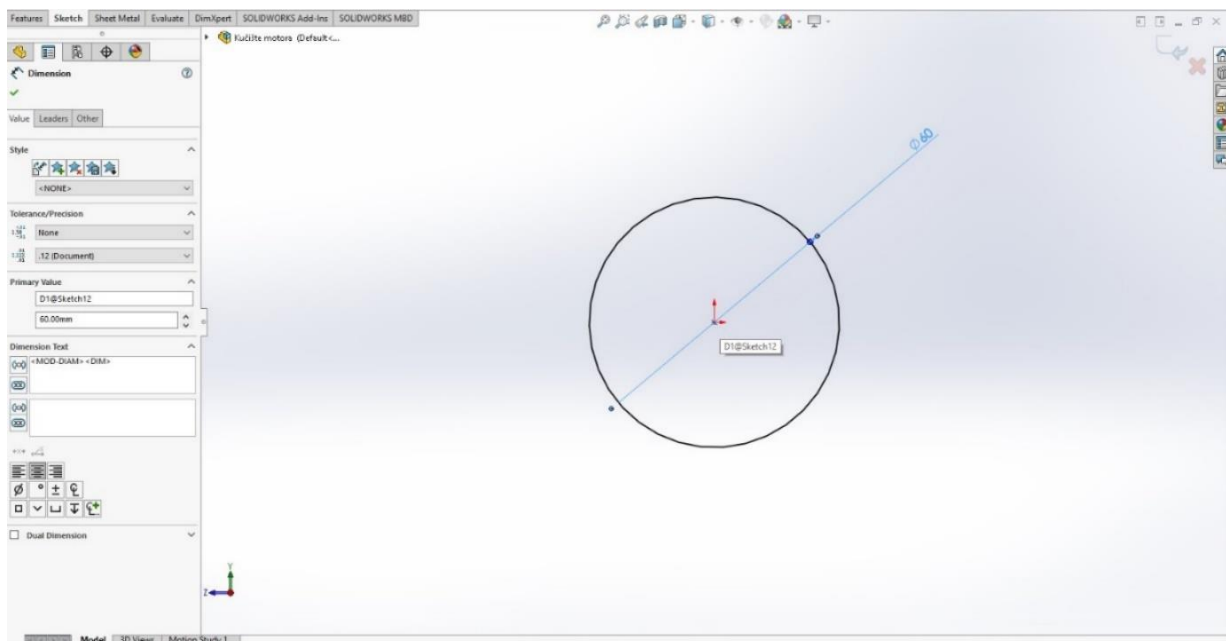 Features Sketch Sheet Metal Evaluate DimXpert SOLIDWORKS Add-Ins SOLIDWORKS MBD
Kućište motora (Default<...
Dimension
Value Leaders Other
Style
<NONE>
Tolerance/Precision
None
.12 (Document)
Primary Value
D1@Sketch12
60.00mm
Dimension Text
<MOD-DIAM><DIM>
Dual Dimension
Ø60
D1@Sketch12
Y
Z
Model 3D Views Motion Study 1